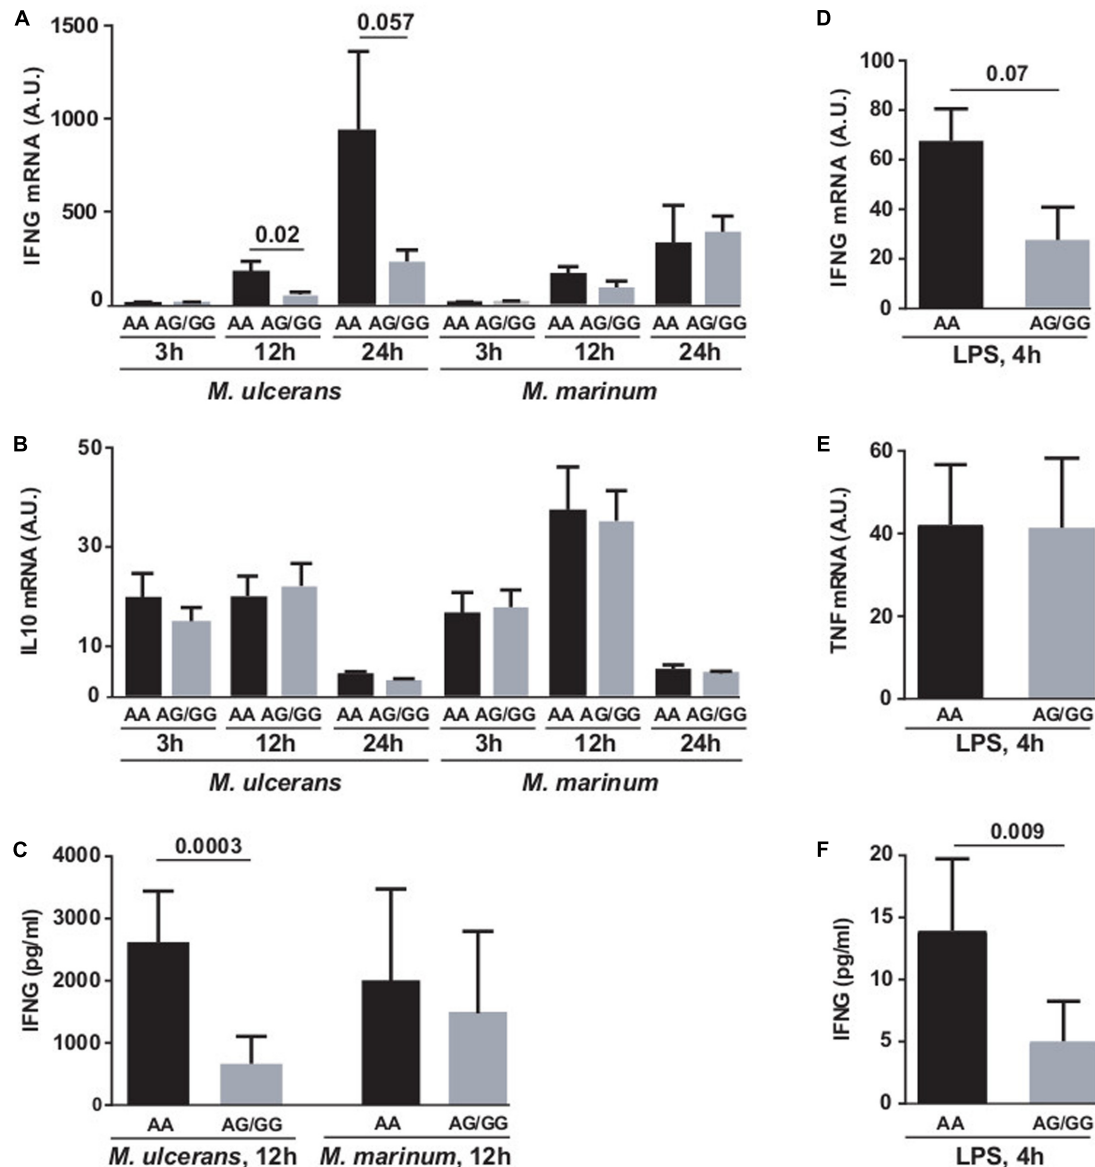 A
IFNG mRNA (A.U.)
1500
1000
500
0
0.02
0.057
AA AG/GG AA AG/GG AA AG/GG AA AG/GG AA AG/GG AA AG/GG
3h 12h 24h 3h 12h 24h
M. ulcerans M. marinum
D
IFNG mRNA (A.U.)
100
80
60
40
20
0
0.07
AA AG/GG
LPS, 4h
B
IL10 mRNA (A.U.)
50
30
10
0
AA AG/GG AA AG/GG AA AG/GG AA AG/GG AA AG/GG AA AG/GG
3h 12h 24h 3h 12h 24h
M. ulcerans M. marinum
E
TNF mRNA (A.U.)
60
40
20
0
AA AG/GG
LPS, 4h
C
IFNG (pg/ml)
4000
3000
2000
1000
0
0.0003
AA AG/GG AA AG/GG
M. ulcerans, 12h M. marinum, 12h
F
IFNG (pg/ml)
20
15
10
5
0
0.009
AA AG/GG
LPS, 4h